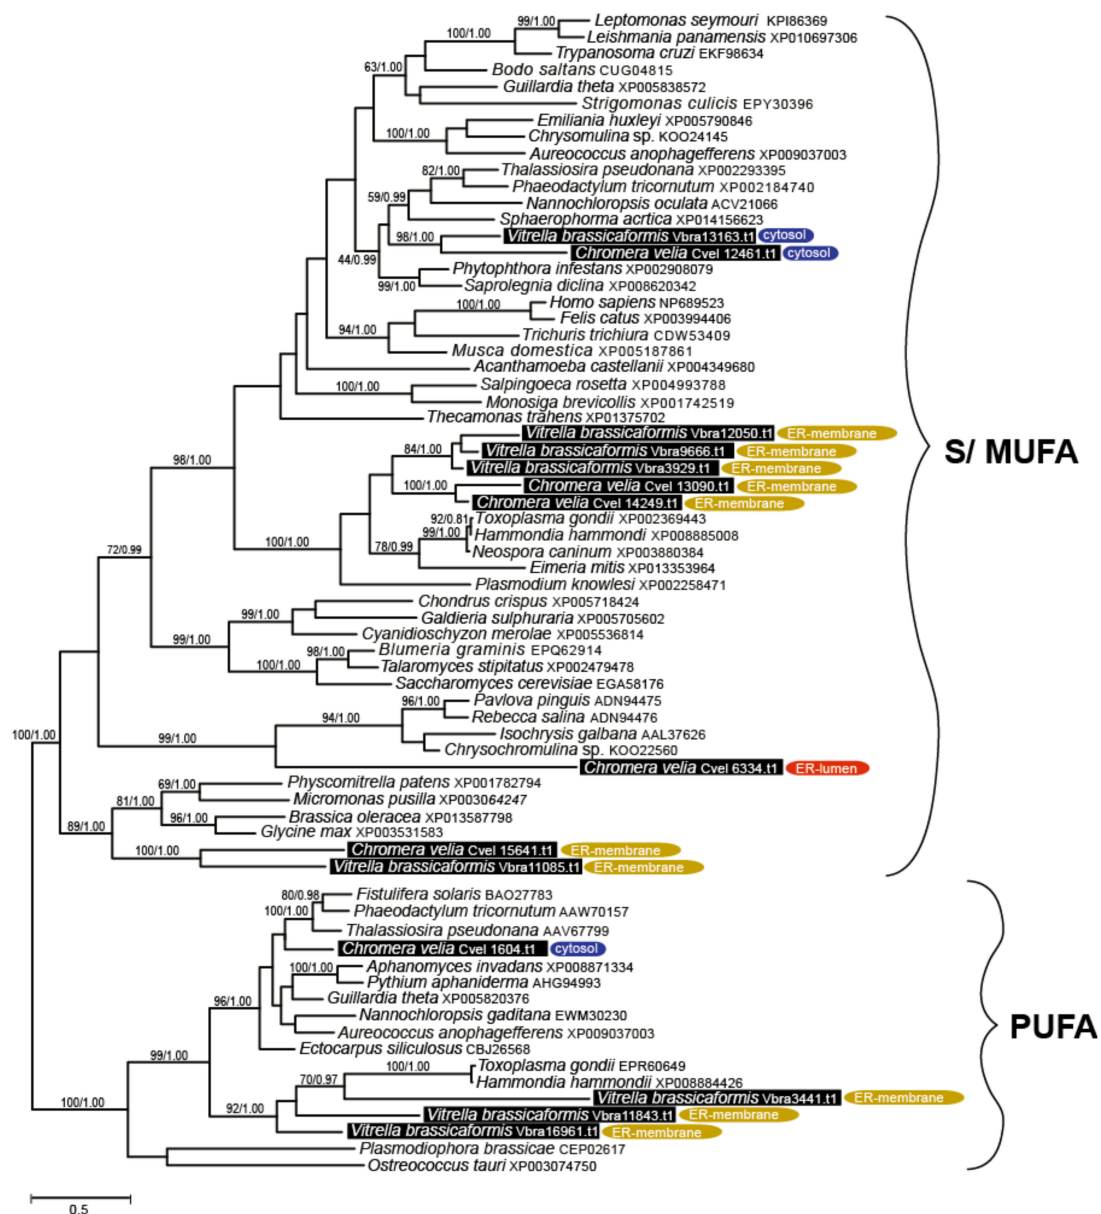 99/1.00
Leptomonas seymouri KPI86369
100/1.00
Leishmania panamensis XP010697306
Trypanosoma cruzi EKF98634
63/1.00
Bodo saltans CUG04815
Guillardia theta XP005838572
Strigomonas culicis EPY30396
Emiliania huxleyi XP005790846
100/1.00
Chrysomulina sp. KOO24145
Aureococcus anophagefferens XP009037003
82/1.00
Thalassiosira pseudonana XP002293395
Phaeodactylum tricornutum XP002184740
59/0.99
Nannochloropsis oculata ACV21066
Sphaerophorma acrtica XP014156623
98/1.00
Vitrella brassicaformis Vbra13163.t1 cytosol
Chromera velia Cvel 12461.t1 cytosol
44/0.99
Phytophthora infestans XP002908079
99/1.00
Saprolegnia diclina XP008620342
100/1.00
Homo sapiens NP689523
Felis catus XP003994406
94/1.00
Trichuris trichiura CDW53409
Musca domestica XP005187861
Acanthamoeba castellanii XP004349680
100/1.00
Salpingoeca rosetta XP004993788
Monosiga brevicollis XP001742519
Thecamonas trahens XP01375702
Vitrella brassicaformis Vbra12050.t1 ER-membrane
84/1.00
Vitrella brassicaformis Vbra9666.t1 ER-membrane
S/ MUFA
98/1.00
Vitrella brassicaformis Vbra3929.t1 ER-membrane
100/1.00
Chromera velia Cvel 13090.t1 ER-membrane
Chromera velia Cvel 14249.t1 ER-membrane
92/0.81
Toxoplasma gondii XP002369443
99/1.00
Hammondia hammondi XP008885008
100/1.00
78/0.99
Neospora caninum XP003880384
72/0.99
Eimeria mitis XP013353964
Plasmodium knowlesi XP002258471
Chondrus crispus XP005718424
99/1.00
Galdieria sulphuraria XP005705602
99/1.00
Cyanidioschyzon merolae XP005536814
98/1.00
Blumeria graminis EPQ62914
100/1.00
Talaromyces stipitatus XP002479478
Saccharomyces cerevisiae EGA58176
96/1.00
Pavlova pinguis ADN94475
94/1.00
Rebecca salina ADN94476
100/1.00
99/1.00
Isochrysis galbana AAL37626
Chrysochromulina sp. KOO22560
Chromera velia Cvel 6334.t1 ER-lumen
69/1.00
Physcomitrella patens XP001782794
81/1.00
Micromonas pusilla XP003064247
89/1.00
96/1.00
Brassica oleracea XP013587798
Glycine max XP003531583
100/1.00
Chromera velia Cvel 15641.t1 ER-membrane
Vitrella brassicaformis Vbra11085.t1 ER-membrane
80/0.98
Fistulifera solaris BAO27783
100/1.00
Phaeodactylum tricornutum AAW70157
Thalassiosira pseudonana AAV67799
Chromera velia Cvel 1604.t1 cytosol
100/1.00
Aphanomyces invadans XP008871334
Pythium aphaniderma AHG94993
96/1.00
Guillardia theta XP005820376
Nannochloropsis gaditana EWM30230
PUFA
Aureococcus anophagefferens XP009037003
99/1.00
Ectocarpus siliculosus CBJ26568
100/1.00
Toxoplasma gondii EPR60649
70/0.97
Hammondia hammondii XP008884426
100/1.00
92/1.00
Vitrella brassicaformis Vbra3441.t1 ER-membrane
Vitrella brassicaformis Vbra11843.t1 ER-membrane
Vitrella brassicaformis Vbra16961.t1 ER-membrane
Plasmodiophora brassicae CEP02617
Ostreococcus tauri XP003074750
0.5